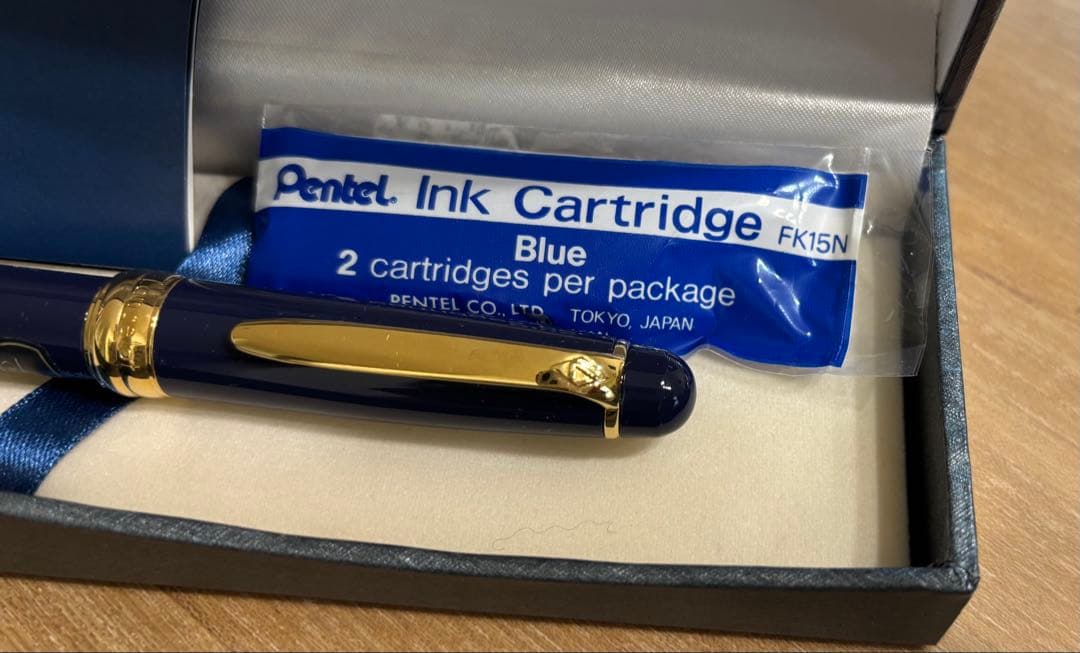 Pentel® Ink Cartridge FK15N
Blue
2 cartridges per package
PENTEL CO., LTD. TOKYO, JAPAN